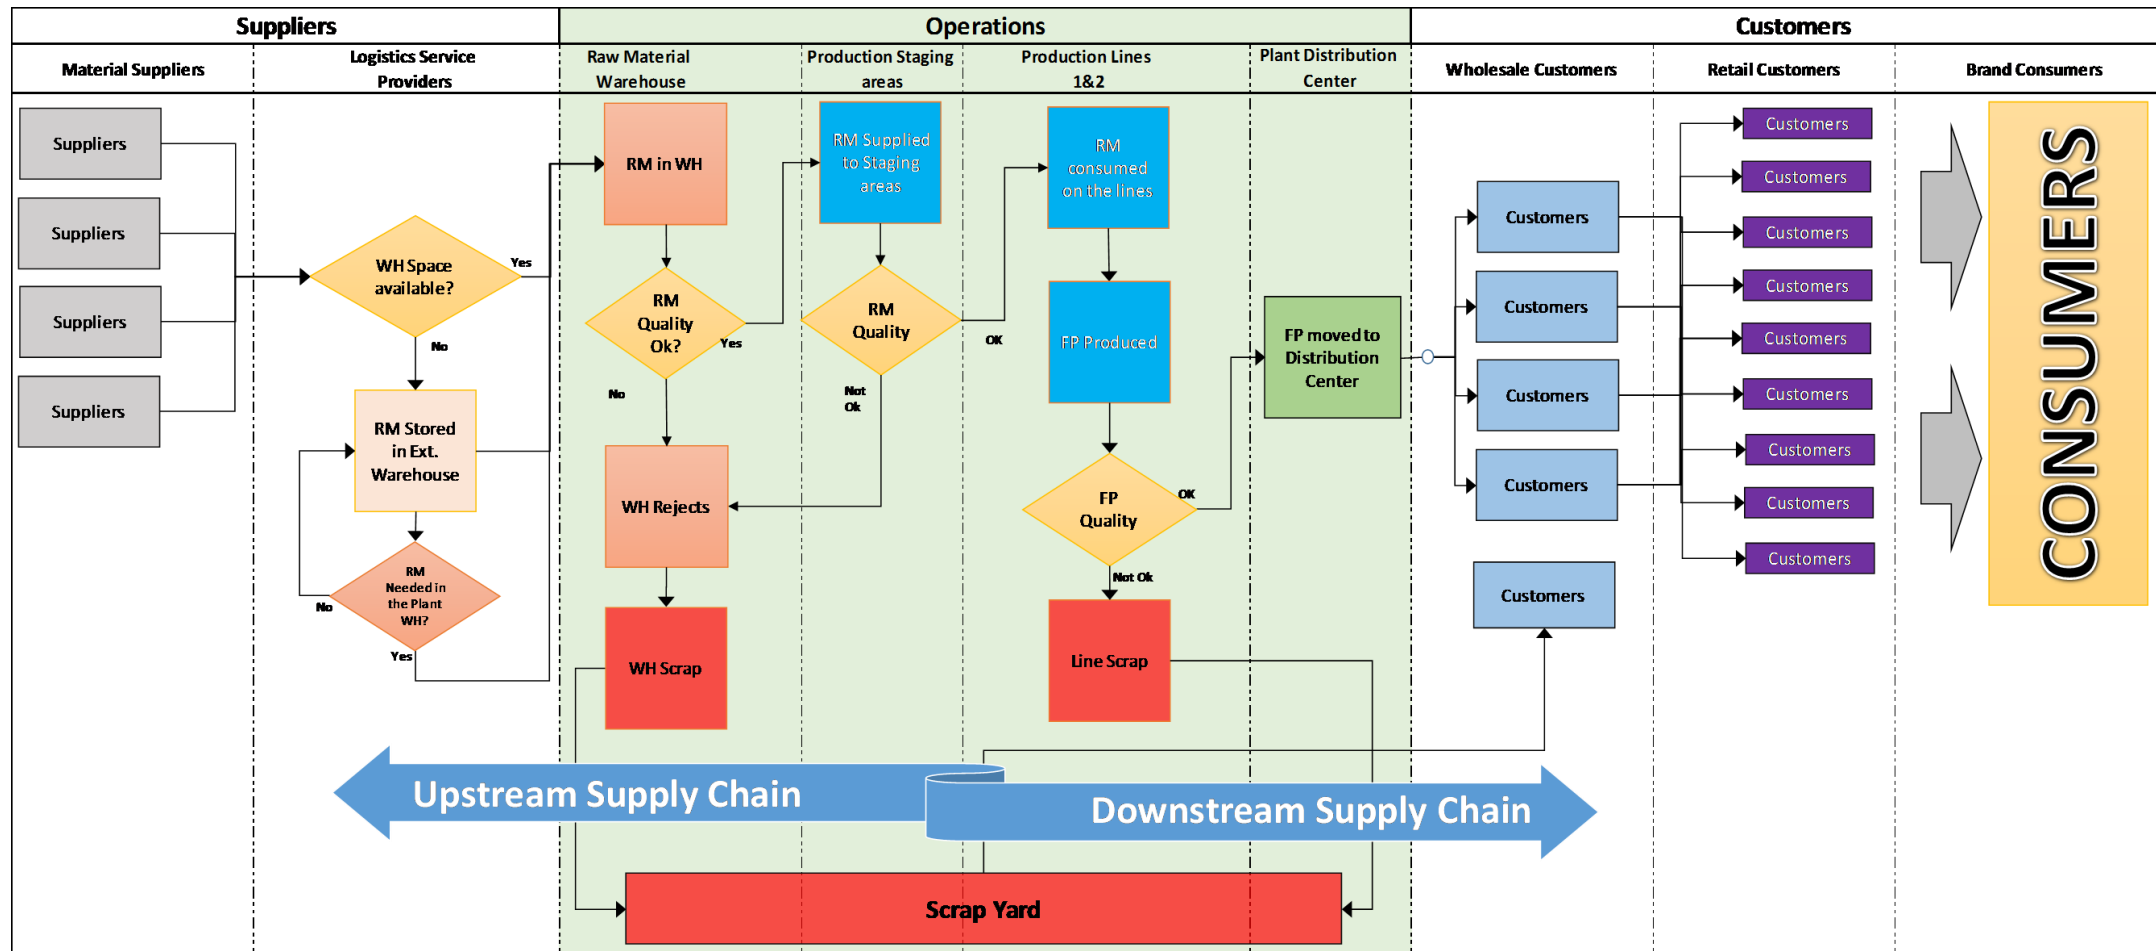 Suppliers
Operations
Customers
Material Suppliers
Logistics Service
Providers
Raw Material
Warehouse
Production Staging
areas
Production Lines
1&2
Plant Distribution
Center
Wholesale Customers
Retail Customers
Brand Consumers
Suppliers
Suppliers
Suppliers
Suppliers
WH Space
available?
Yes
No
RM Stored
in Ext.
Warehouse
RM
Needed in
the Plant
WH?
No
Yes
RM in WH
RM
Quality
Ok?
Yes
No
WH Rejects
WH Scrap
RM Supplied
to Staging
areas
RM
Quality
OK
Not
Ok
RM
consumed
on the lines
FP Produced
FP
Quality
OK
Not Ok
Line Scrap
FP moved to
Distribution
Center
Customers
Customers
Customers
Customers
Customers
Customers
Customers
Customers
Customers
Customers
Customers
Customers
Customers
Customers
CONSUMERS
Upstream Supply Chain
Downstream Supply Chain
Scrap Yard